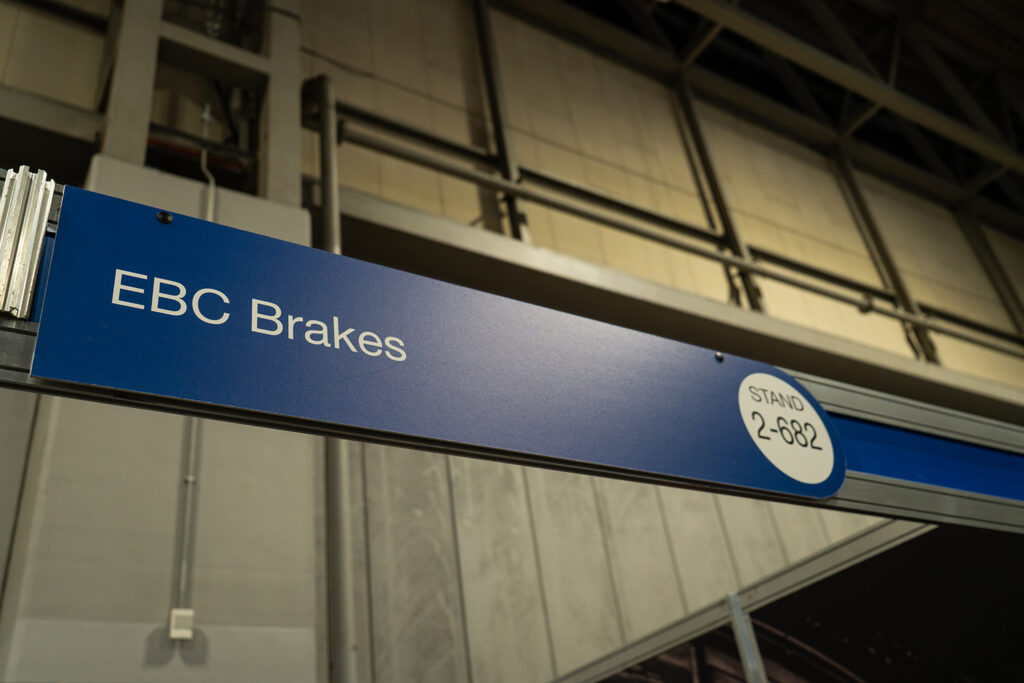 EBC Brakes
STAND
2-682